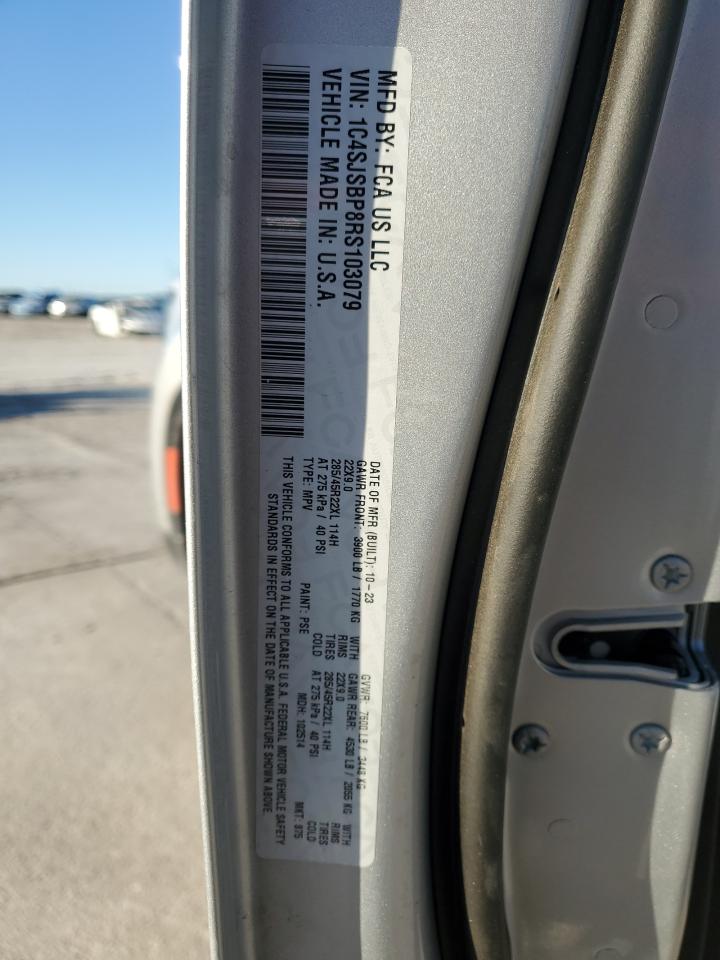 MFD BY: FCA US LLC
VIN: 1C4SJSBP8RS103079
VEHICLE MADE IN: U.S.A.
DATE OF MFR (BUILT): 10-23 GVWR: 7600 LB / 3448 KG
GAWR FRONT: 3900 LB / 1770 KG WITH GAWR REAR: 4530 LB / 2055 KG WITH
22X9.0 RIMS 22X9.0 RIMS
285/45R22XL 114H TIRES 285/45R22XL 114H TIRES
AT 275 kPa / 40 PSI COLD AT 275 kPa / 40 PSI COLD
TYPE: MPV PAINT: PSE MDH: 102514 MKT: 875
THIS VEHICLE CONFORMS TO ALL APPLICABLE U.S.A. FEDERAL MOTOR VEHICLE SAFETY
STANDARDS IN EFFECT ON THE DATE OF MANUFACTURE SHOWN ABOVE.